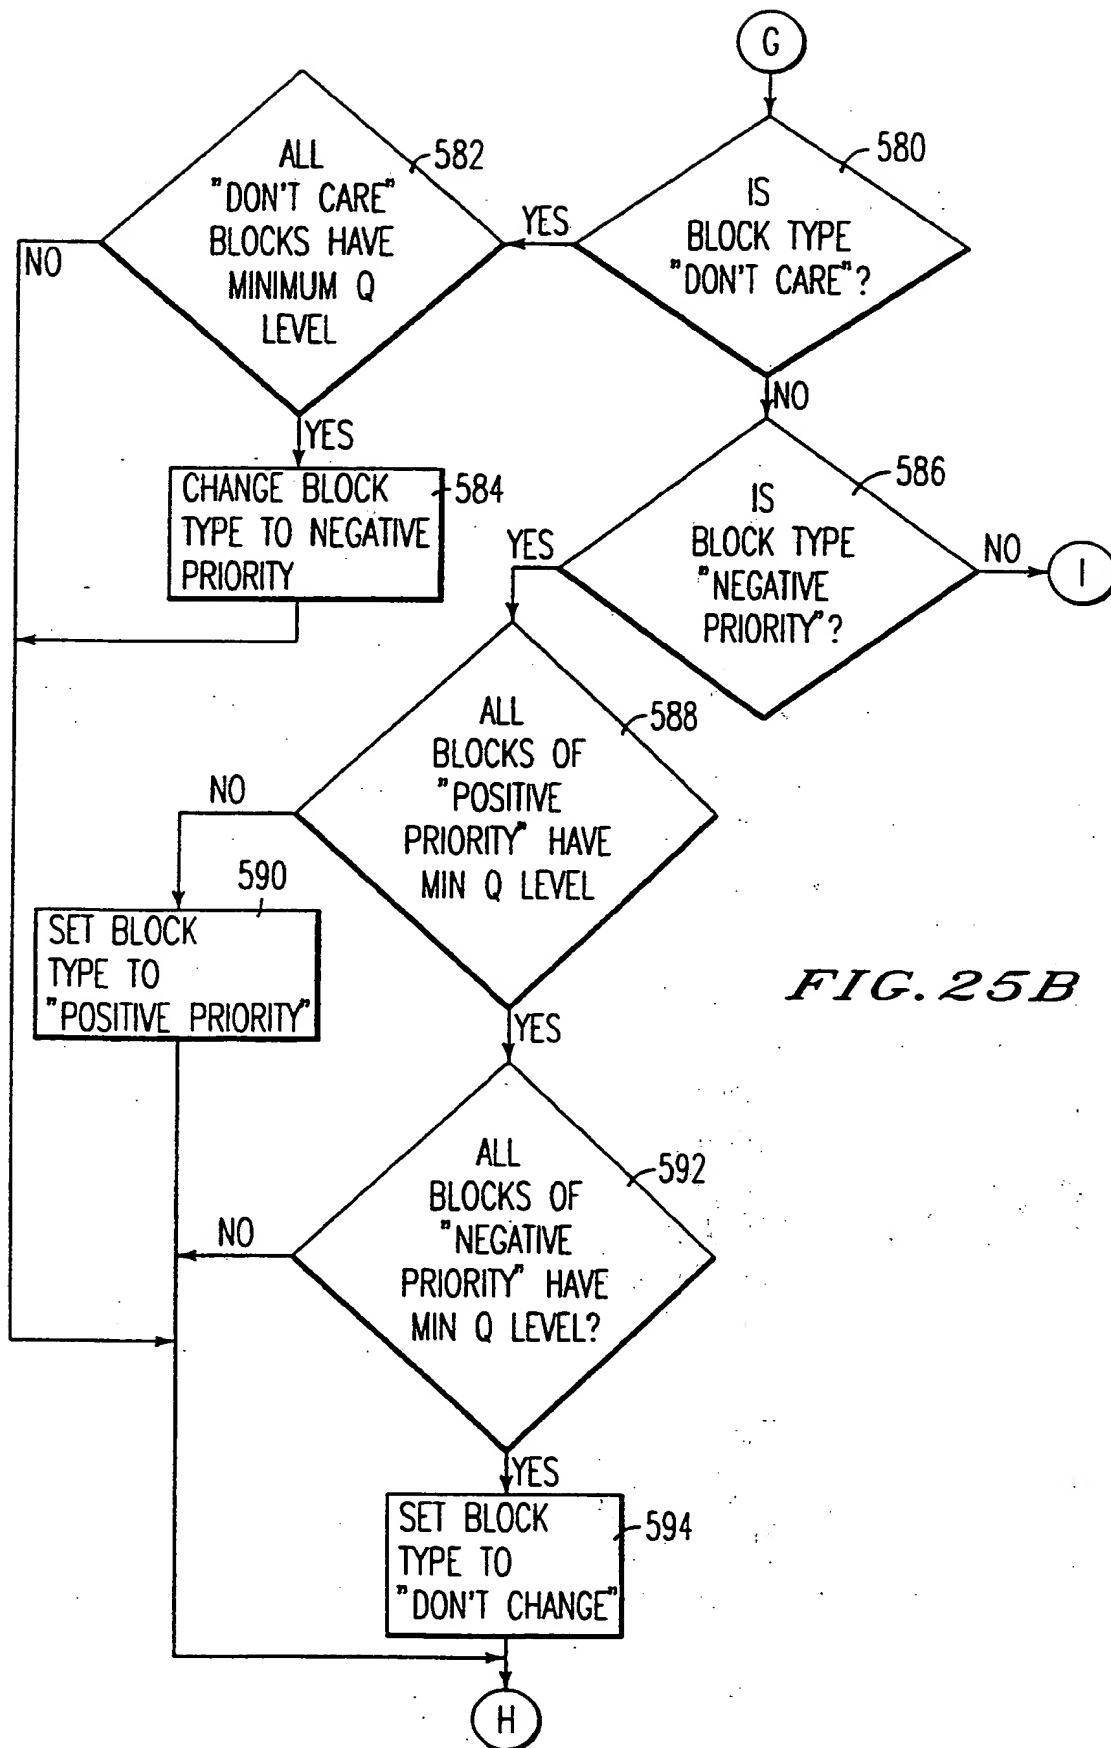 G
580
IS
BLOCK TYPE
"DON'T CARE"?
YES
582
ALL
"DON'T CARE"
BLOCKS HAVE
MINIMUM Q
LEVEL
NO
YES
584
CHANGE BLOCK
TYPE TO NEGATIVE
PRIORITY
NO
586
IS
BLOCK TYPE
"NEGATIVE
PRIORITY"?
NO
I
YES
588
ALL
BLOCKS OF
"POSITIVE
PRIORITY" HAVE
MIN Q LEVEL
NO
590
SET BLOCK
TYPE TO
"POSITIVE PRIORITY"
YES
592
ALL
BLOCKS OF
"NEGATIVE
PRIORITY" HAVE
MIN Q LEVEL?
NO
YES
594
SET BLOCK
TYPE TO
"DON'T CHANGE"
H
FIG. 25B